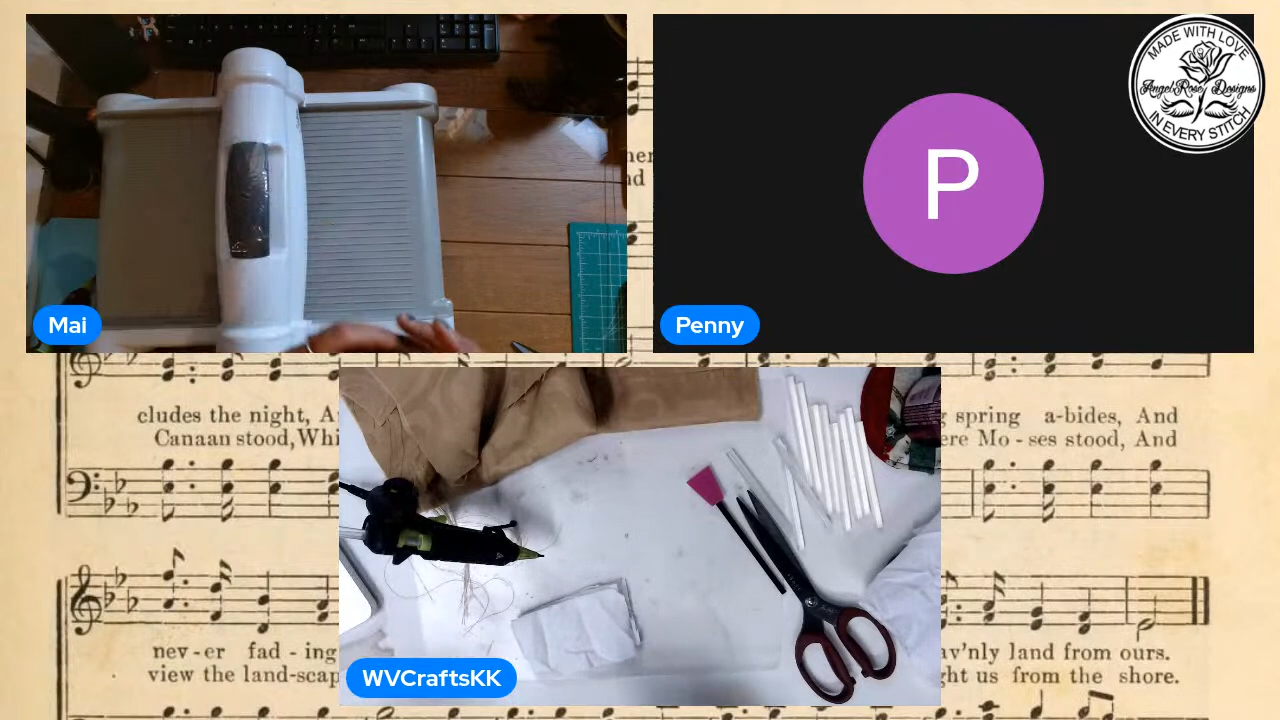 MADE WITH LOVE
AngelRose Designs
IN EVERY STITCH
P
Mai
Penny
cludes the night,
spring a-bides, And
Canaan stood, Whi
ere Mo - ses stood, And
WVCraftsKK
nev - er fad - ing
av'nly land from ours.
view the land-scap
ght us from the shore.